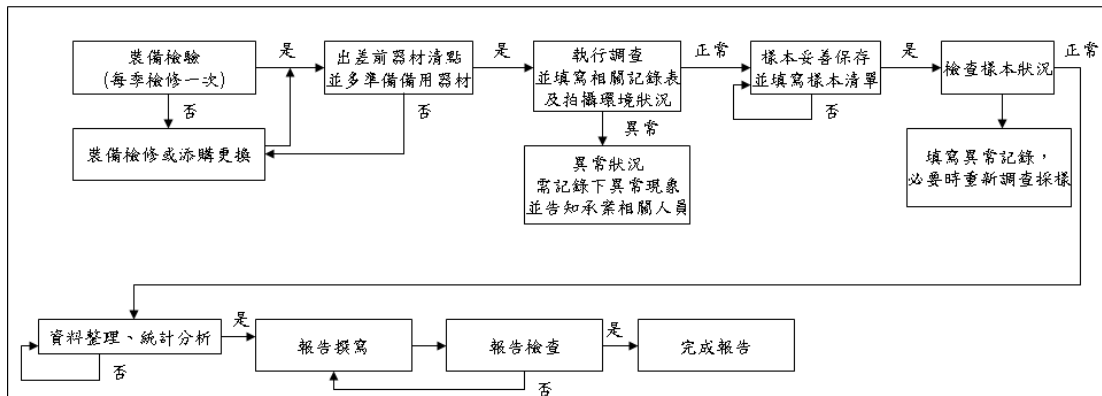 裝備檢驗
(每季檢修一次)
是
否
裝備檢修或添購更換
出差前器材清點
並多準備備用器材
是
否
執行調查
並填寫相關記錄表
及拍攝環境狀況
正常
異常
異常狀況
需記錄下異常現象
並告知承案相關人員
樣本妥善保存
並填寫樣本清單
是
否
檢查樣本狀況
正常
填寫異常記錄，
必要時重新調查採樣
資料整理、統計分析
是
否
報告撰寫
報告檢查
是
否
完成報告